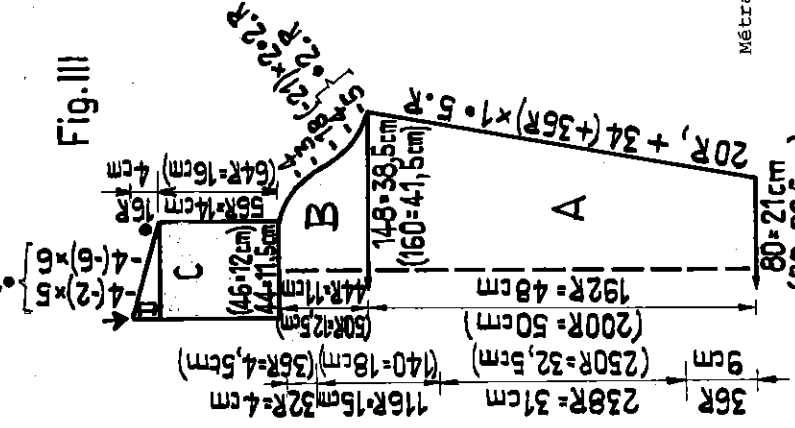 Fig.III
Métra
-4-(-2)×5
-4-(-6)×6
16R
4cm
(64R=16cm)
56R=14cm
C
(46=12cm)
44=11,5cm
B
(-21)×2•2.R
•2.R
148=38,5cm
(160=41,5cm)
20R, +34 (+36R)×1•5.R
A
80=21cm
44R=11cm
(50R=12,5cm)
192R=48cm
(200R=50cm)
(36R=4,5cm)
32R=4cm
(140=18cm)
116R=15cm
(250R=32,5cm)
238R=31cm
36R
9cm